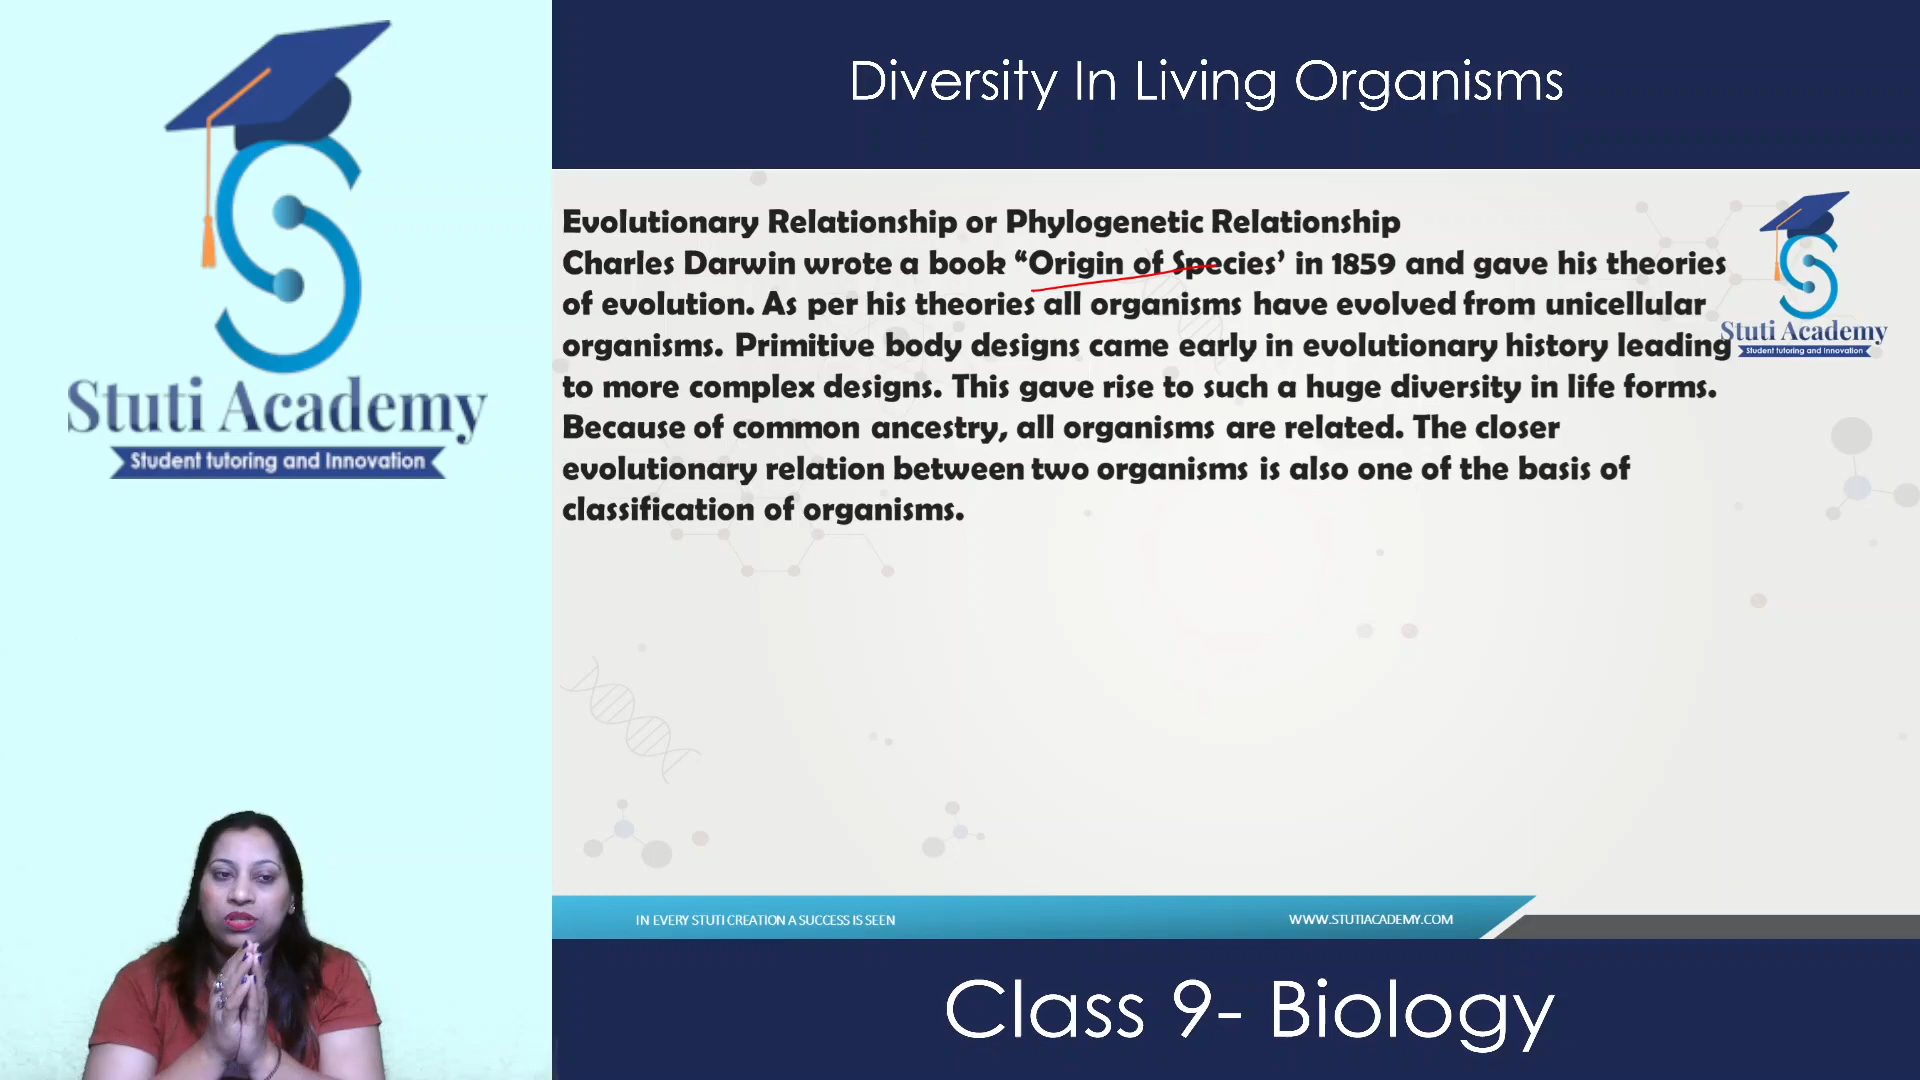 Stuti Academy
Student tutoring and Innovation
Diversity In Living Organisms
Evolutionary Relationship or Phylogenetic Relationship
Charles Darwin wrote a book “Origin of Species’ in 1859 and gave his theories
of evolution. As per his theories all organisms have evolved from unicellular
organisms. Primitive body designs came early in evolutionary history leading
to more complex designs. This gave rise to such a huge diversity in life forms.
Because of common ancestry, all organisms are related. The closer
evolutionary relation between two organisms is also one of the basis of
classification of organisms.
Stuti Academy
Student tutoring and Innovation
IN EVERY STUTI CREATION A SUCCESS IS SEEN
WWW.STUTIACADEMY.COM
Class 9- Biology